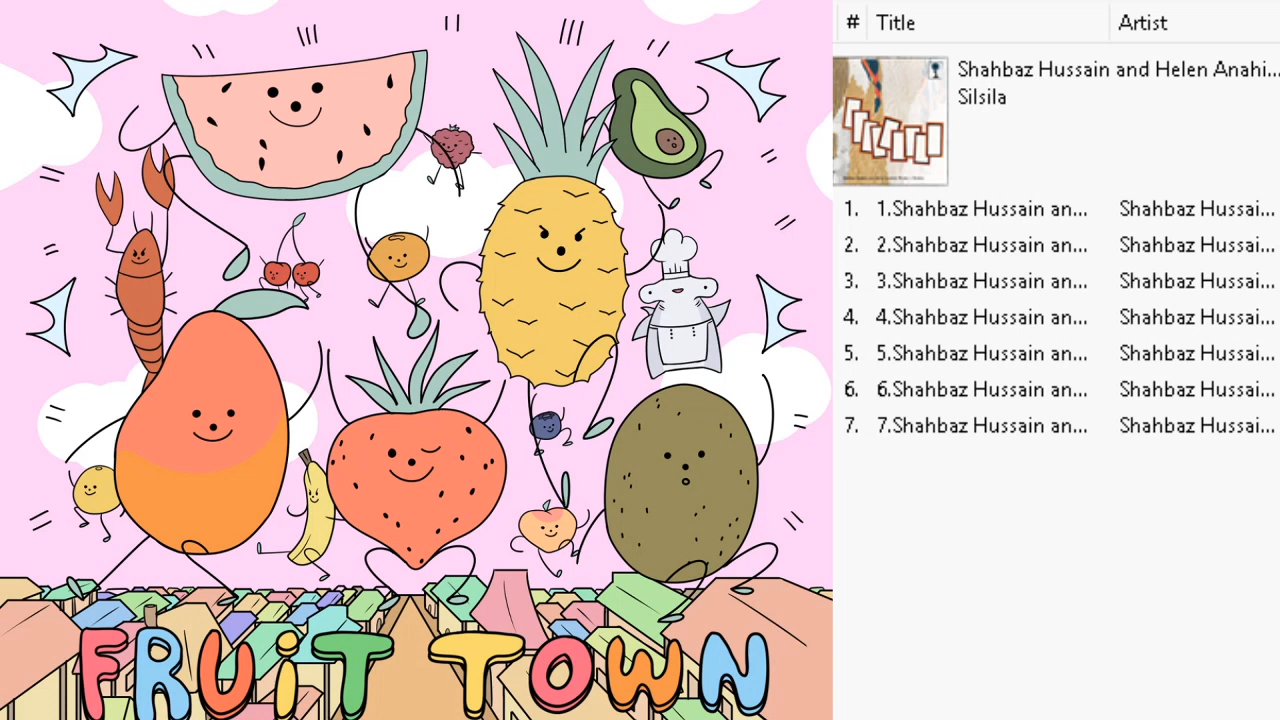 FRUiT TOWN
# Title Artist
Shahbaz Hussain and Helen Anahi...
Silsila
1. 1.Shahbaz Hussain an... Shahbaz Hussai...
2. 2.Shahbaz Hussain an... Shahbaz Hussai...
3. 3.Shahbaz Hussain an... Shahbaz Hussai...
4. 4.Shahbaz Hussain an... Shahbaz Hussai...
5. 5.Shahbaz Hussain an... Shahbaz Hussai...
6. 6.Shahbaz Hussain an... Shahbaz Hussai...
7. 7.Shahbaz Hussain an... Shahbaz Hussai...